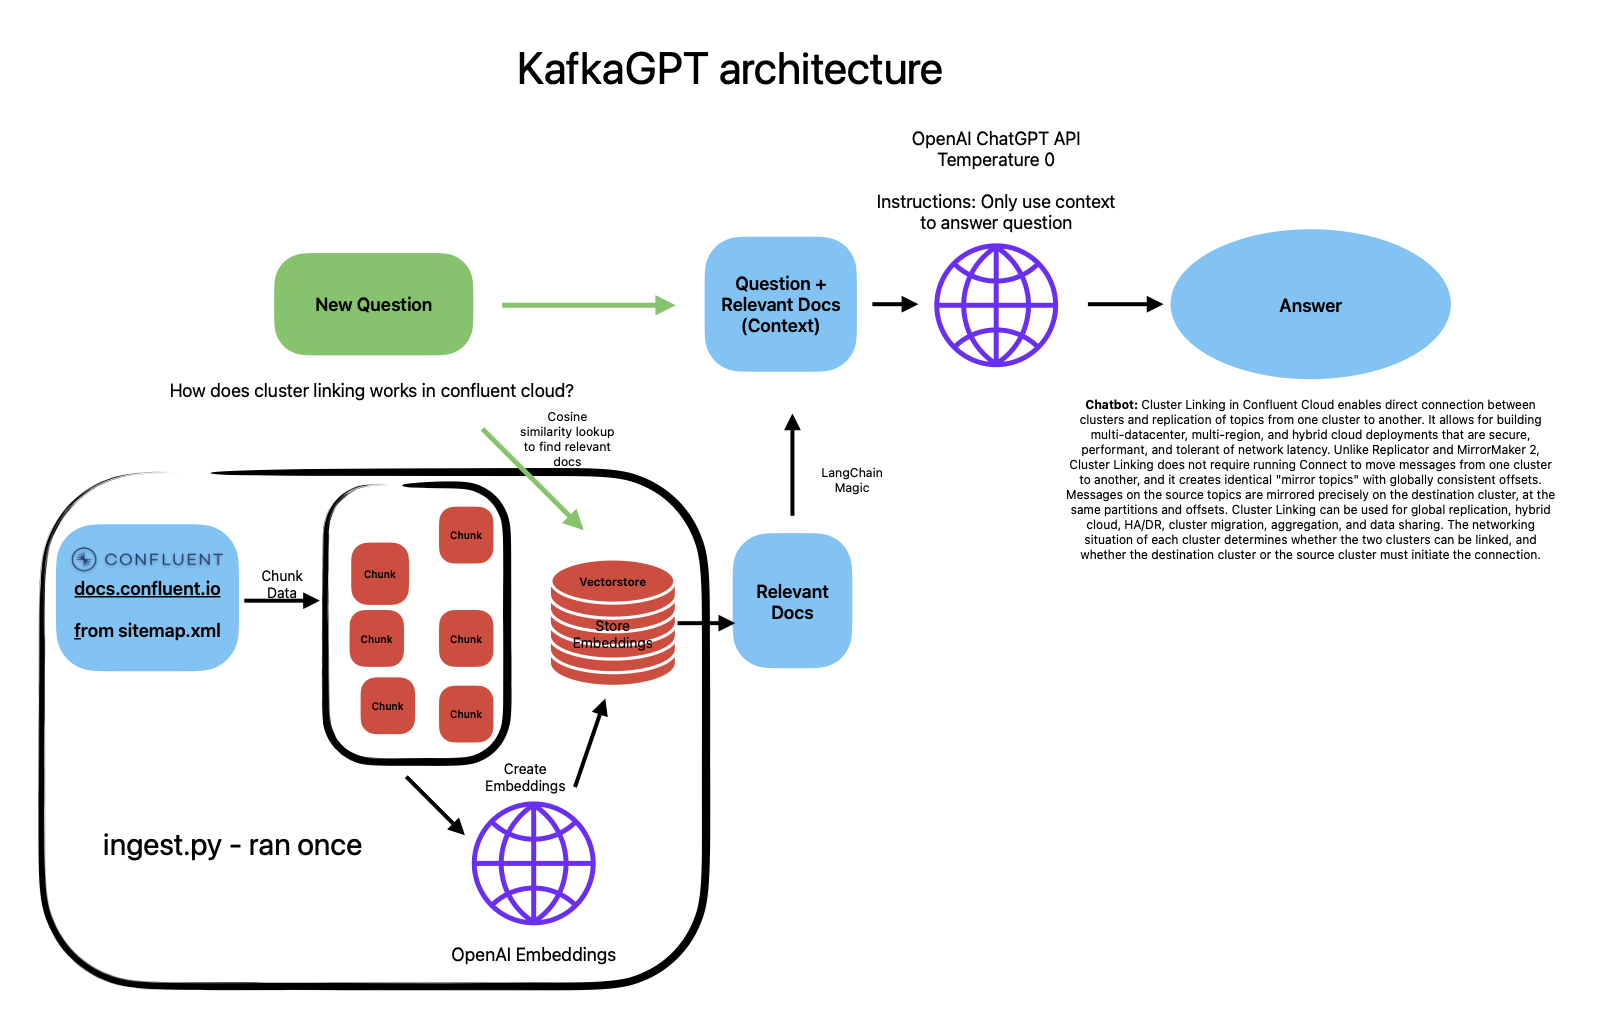 KafkaGPT architecture
OpenAI ChatGPT API
Temperature 0
Instructions: Only use context
to answer question
New Question
Question +
Relevant Docs
(Context)
Answer
How does cluster linking works in confluent cloud?
Cosine
similarity lookup
to find relevant
docs
Chatbot: Cluster Linking in Confluent Cloud enables direct connection between
clusters and replication of topics from one cluster to another. It allows for building
multi-datacenter, multi-region, and hybrid cloud deployments that are secure,
performant, and tolerant of network latency. Unlike Replicator and MirrorMaker 2,
Cluster Linking does not require running Connect to move messages from one cluster
to another, and it creates identical "mirror topics" with globally consistent offsets.
Messages on the source topics are mirrored precisely on the destination cluster, at the
same partitions and offsets. Cluster Linking can be used for global replication, hybrid
cloud, HA/DR, cluster migration, aggregation, and data sharing. The networking
situation of each cluster determines whether the two clusters can be linked, and
whether the destination cluster or the source cluster must initiate the connection.
LangChain
Magic
CONFLUENT
docs.confluent.io
from sitemap.xml
Chunk
Data
Chunk
Chunk
Chunk
Chunk
Chunk
Chunk
Vectorstore
Store
Embeddings
Relevant
Docs
Create
Embeddings
ingest.py - ran once
OpenAI Embeddings